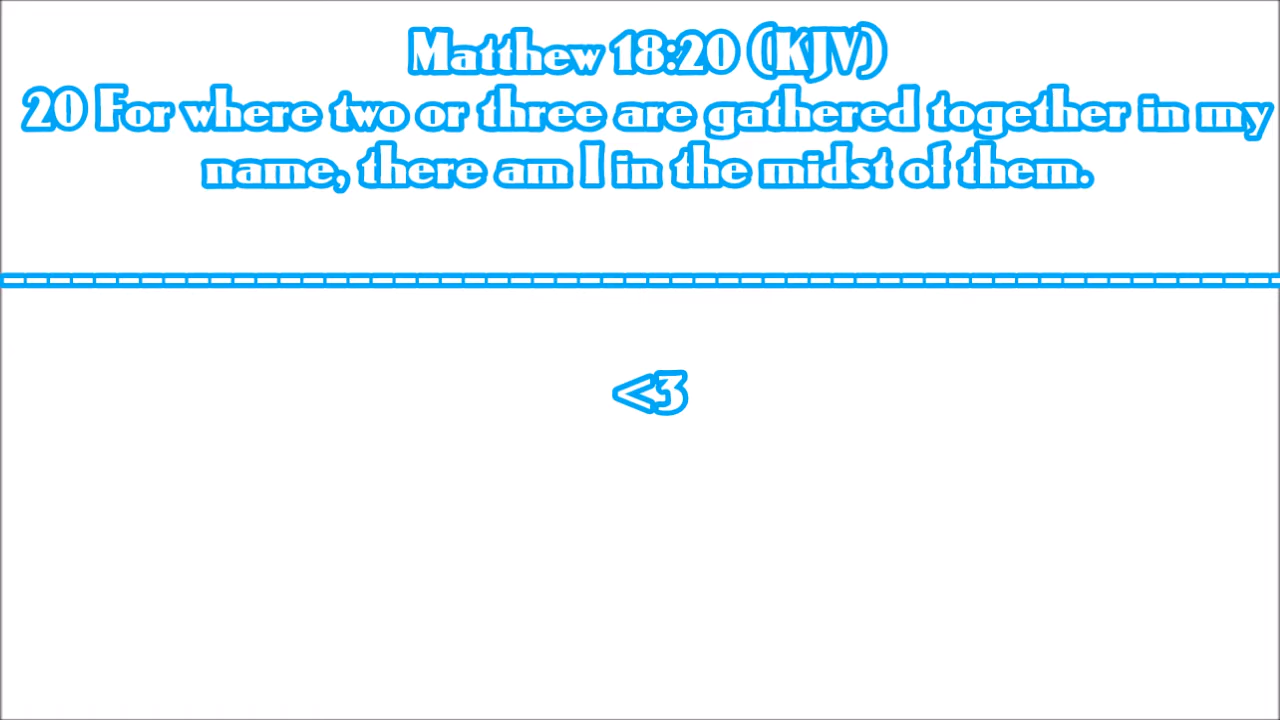 Matthew 18:20 (KJV)
20 For where two or three are gathered together in my
name, there am I in the midst of them.
<3